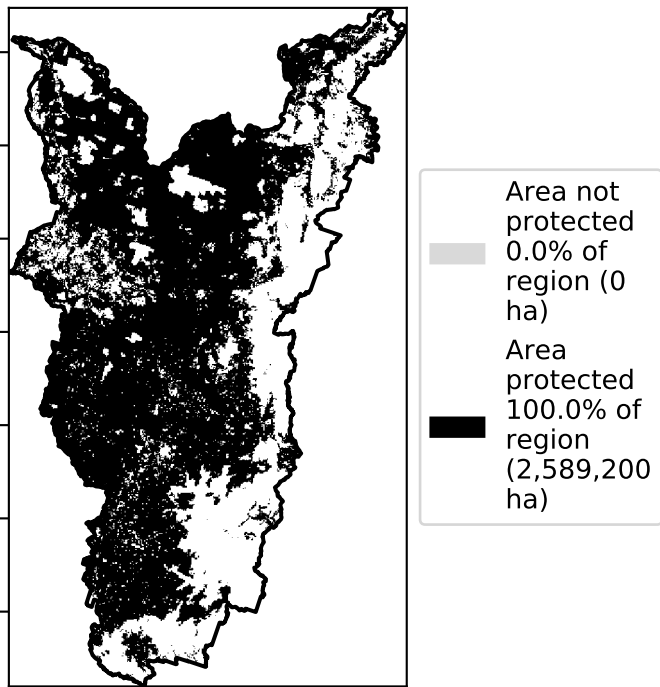 Area not
protected
0.0% of
region (0
ha)
Area
protected
100.0% of
region
(2,589,200
ha)